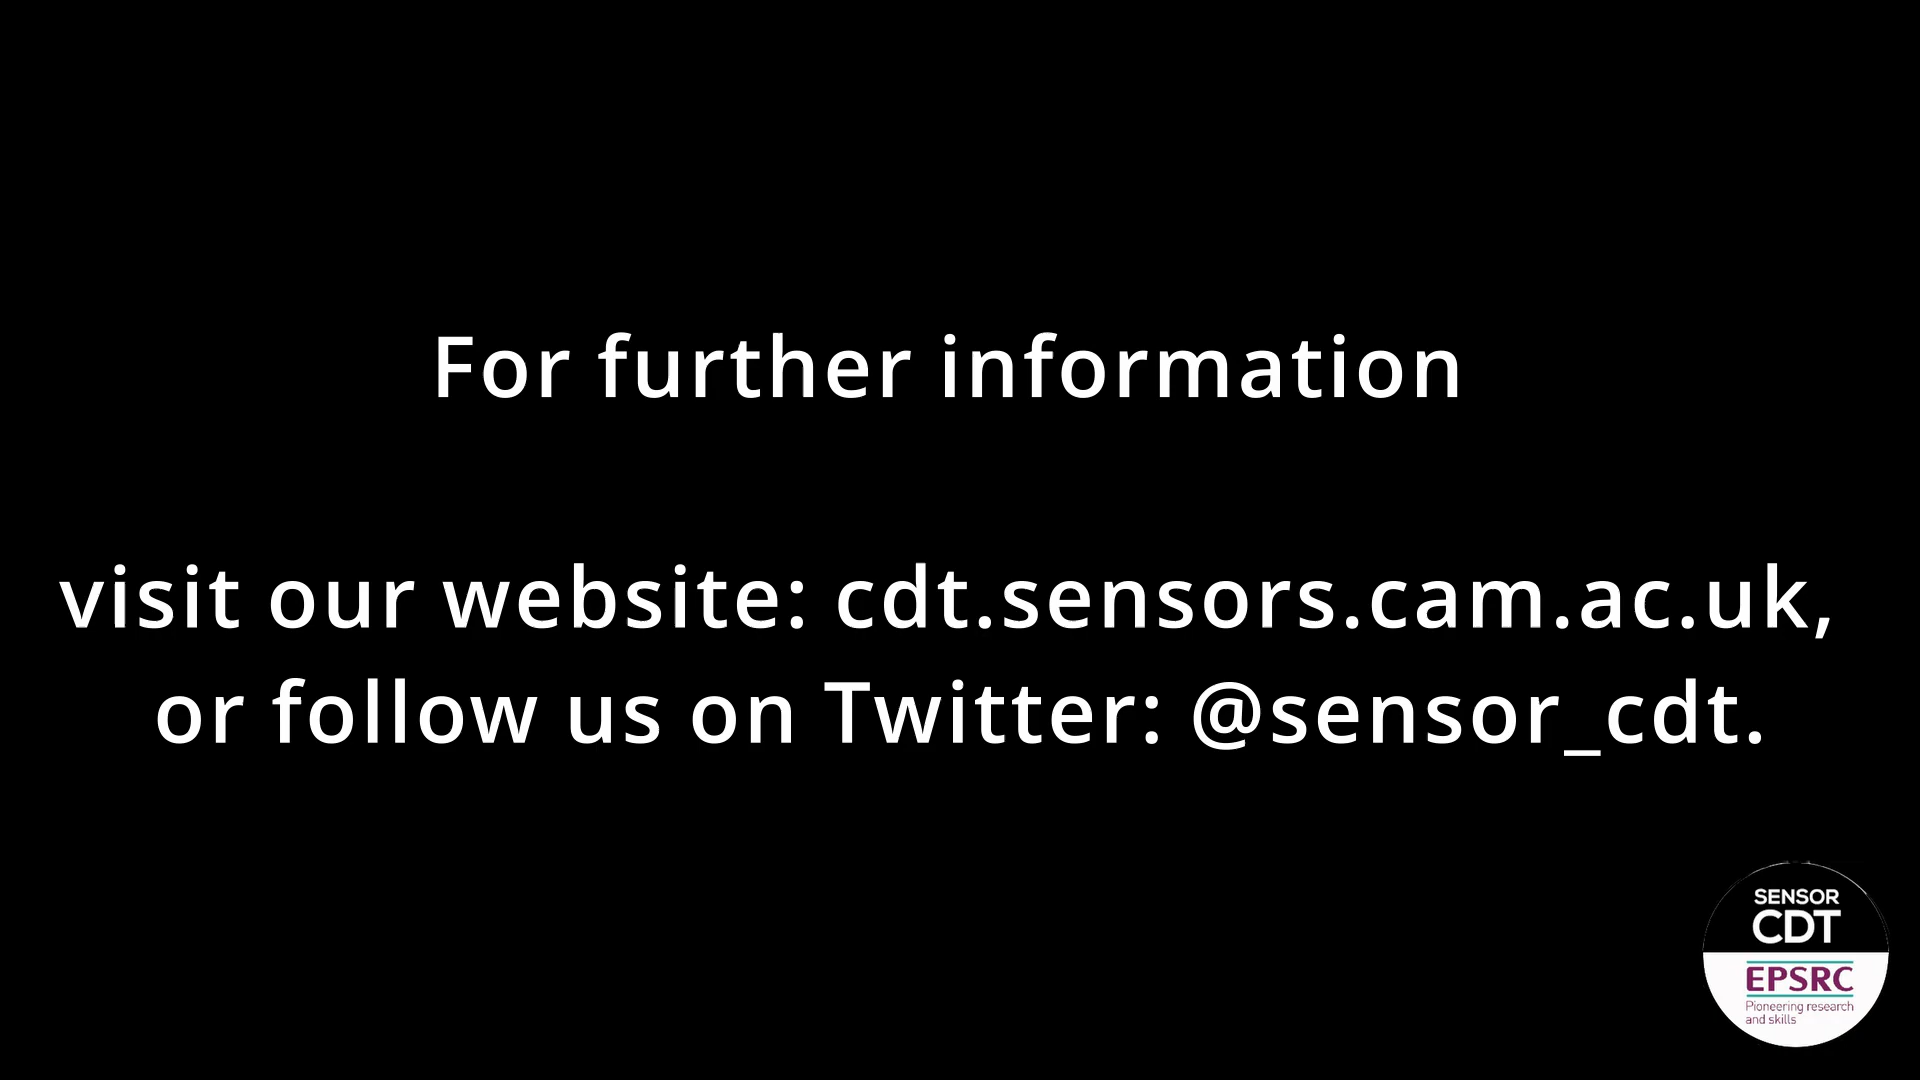 For further information
visit our website: cdt.sensors.cam.ac.uk,
or follow us on Twitter: @sensor_cdt.
SENSOR
CDT
EPSRC
Pioneering research
and skills